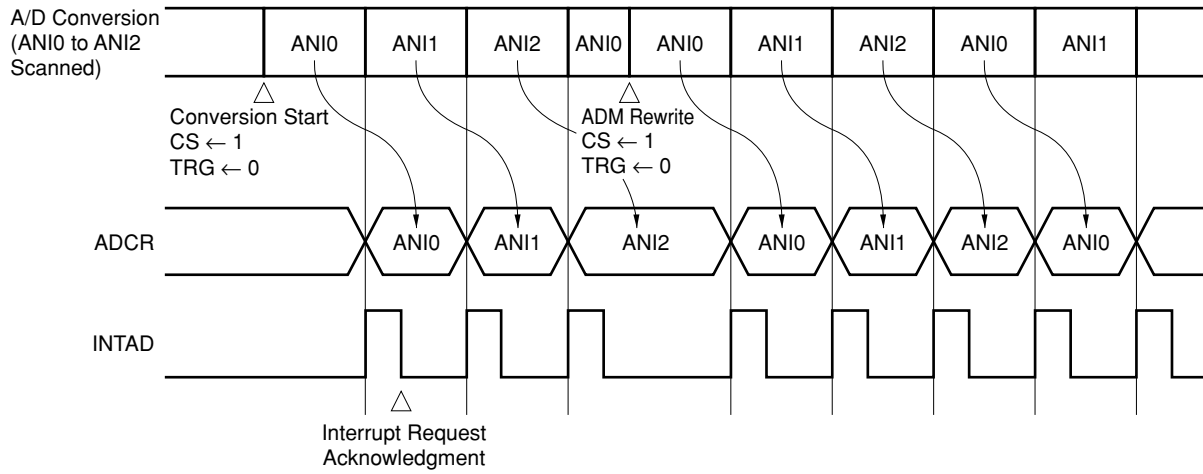 A/D Conversion
(ANI0 to ANI2
Scanned)
ANI0 ANI1 ANI2 ANI0 ANI0 ANI1 ANI2 ANI0 ANI1
Conversion Start
CS ← 1
TRG ← 0
ADM Rewrite
CS ← 1
TRG ← 0
ADCR
ANI0 ANI1 ANI2 ANI0 ANI1 ANI2 ANI0
INTAD
Interrupt Request
Acknowledgment